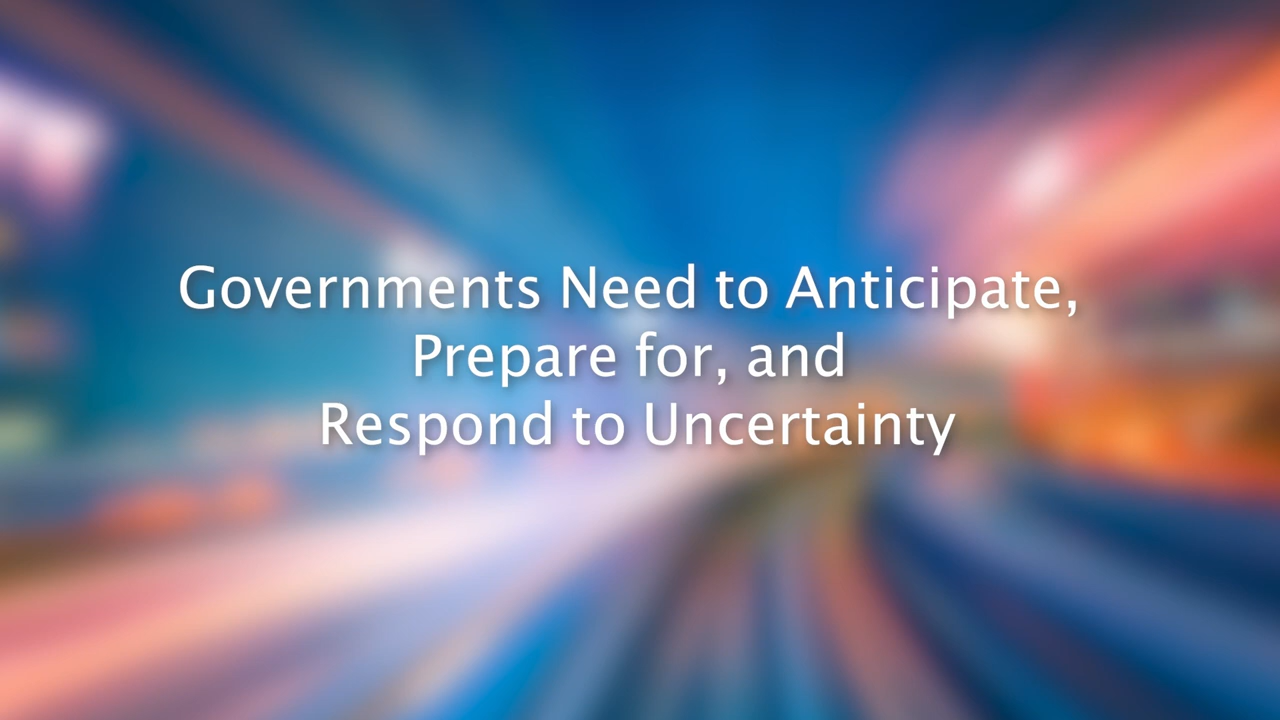 Governments Need to Anticipate,
Prepare for, and
Respond to Uncertainty